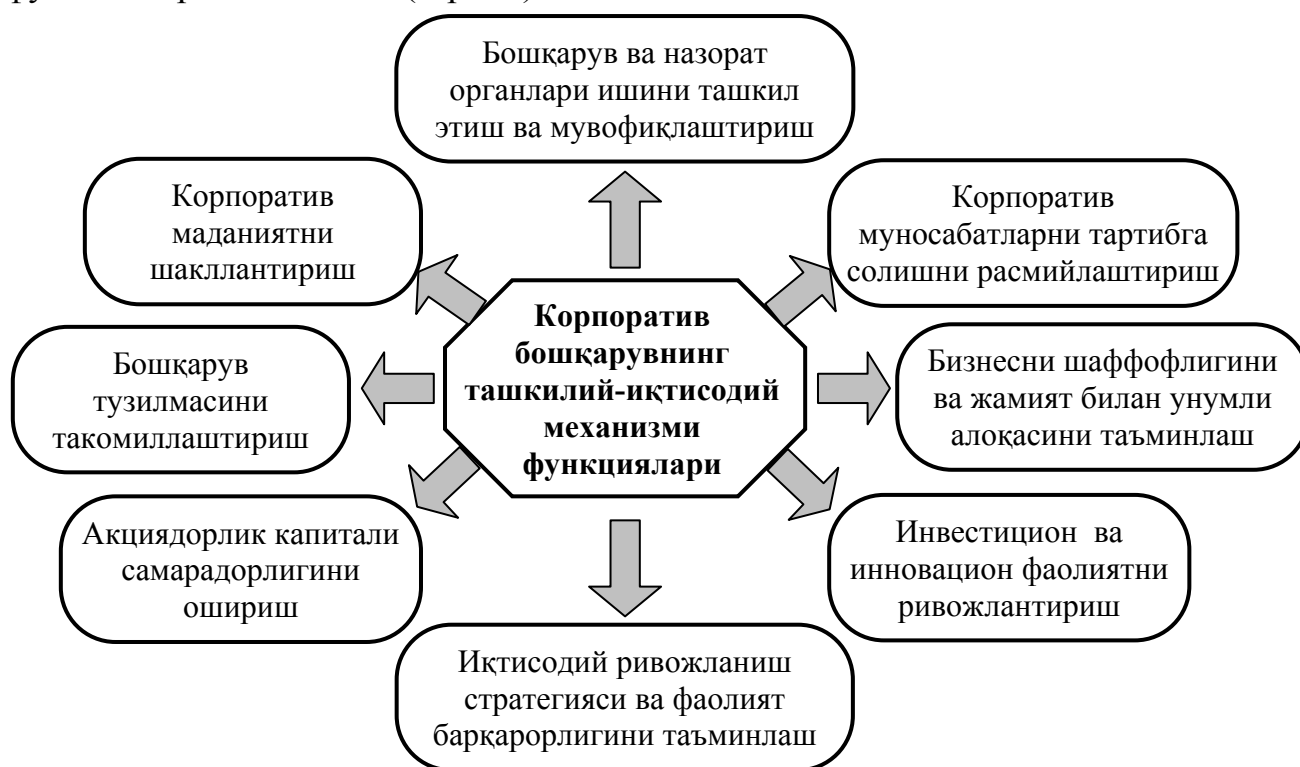 Бошқарув ва назорат
органлари ишини ташкил
этиш ва мувофиқлаштириш
Корпоратив
маданиятни
шакллантириш
Корпоратив
муносабатларни тартибга
солишни расмийлаштириш
Корпоратив
бошқарувнинг
ташкилий-иқтисодий
механизми
функциялари
Бошқарув
тузилмасини
такомиллаштириш
Бизнесни шаффофлигини
ва жамият билан унумли
алоқасини таъминлаш
Акциядорлик капитали
самарадорлигини
ошириш
Инвестицион ва
инновацион фаолиятни
ривожлантириш
Иқтисодий ривожланиш
стратегияси ва фаолият
барқарорлигини таъминлаш